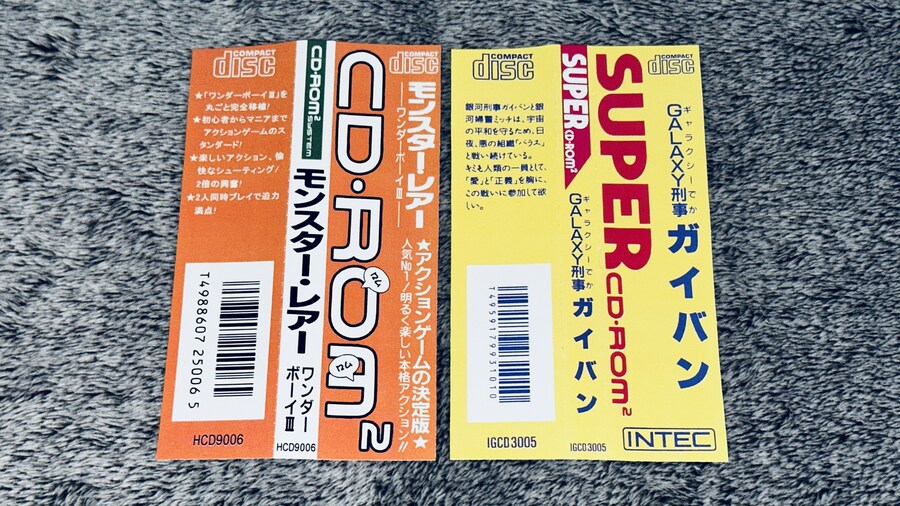 COMPACT
disc
★「ワンダーボーイⅢ」を
丸ごと完全移植!
★初心者からマニアまで
アクションゲームのス
タンダード!
★楽しいアクション、愉
快なシューティング!
2倍の興奮!
★2人同時プレイで迫力
満点!
T4988607 25006 5
HCD9006
CD・ROM²
SYSTEM
モンスター・レアー
ワンダー
ボーイⅢ
HCD9006
CD・ROM²
ロム
ロム
COMPACT
disc
モンスター・レアー
──ワンダーボーイⅢ──
★アクションゲームの決定版★
人気No1!明るく楽しい本格アクション!!
COMPACT
disc
銀河刑事ガイバンと銀
河婦警ミッチは、宇宙
の平和を守るため、日
夜、悪の組織「バラス」
と戦い続けている。
キミも人類の一員として、
「愛」と「正義」を胸に、
この戦いに参加して欲
しい。
T4959179931010
IGCD3005
SUPER CD・ROM²
ギャラクシーでか
GALAXY刑事
ガイバン
IGCD3005
SUPER CD・ROM²
COMPACT
disc
ギャラクシーでか
GALAXY刑事
ガイバン
INTEC